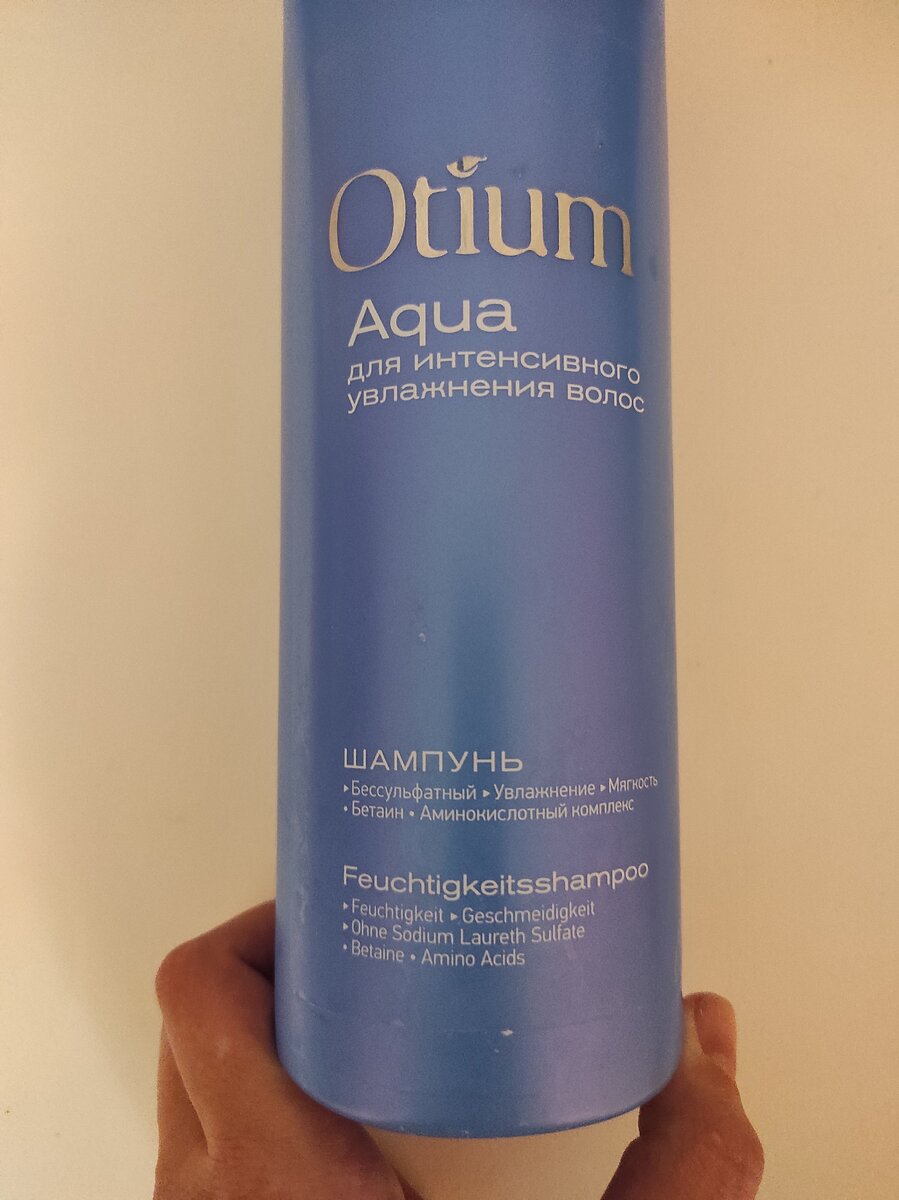 Otium
Aqua
для интенсивного
увлажнения волос
ШАМПУНЬ
▸Бессульфатный ▸Увлажнение ▸Мягкость
• Бетаин • Аминокислотный комплекс
Feuchtigkeitsshampoo
▸Feuchtigkeit ▸Geschmeidigkeit
▸Ohne Sodium Laureth Sulfate
• Betaine • Amino Acids